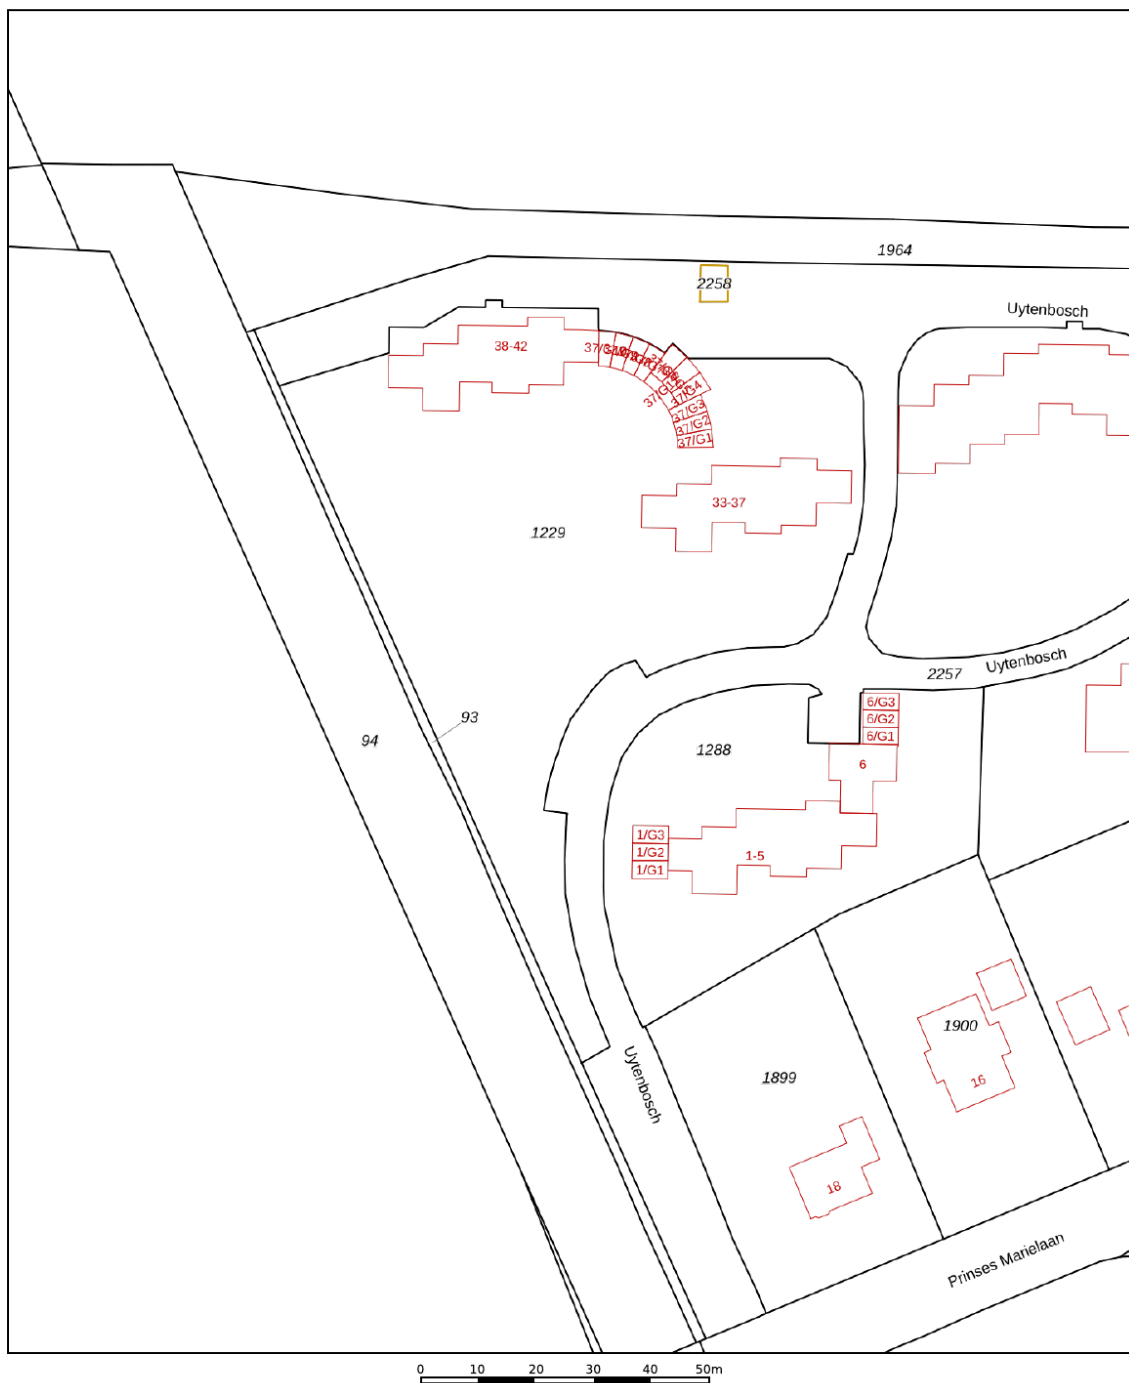 1964
2258
Uytenbosch
38-42
37/G4
37/G3
37/G2
37/G1
33-37
1229
Uytenbosch
2257
6/G3
6/G2
6/G1
93
94
1288
6
1/G3
1/G2
1/G1
1-5
1900
Uytenbosch
1899
16
18
Prinses Marielaan
0 10 20 30 40 50m